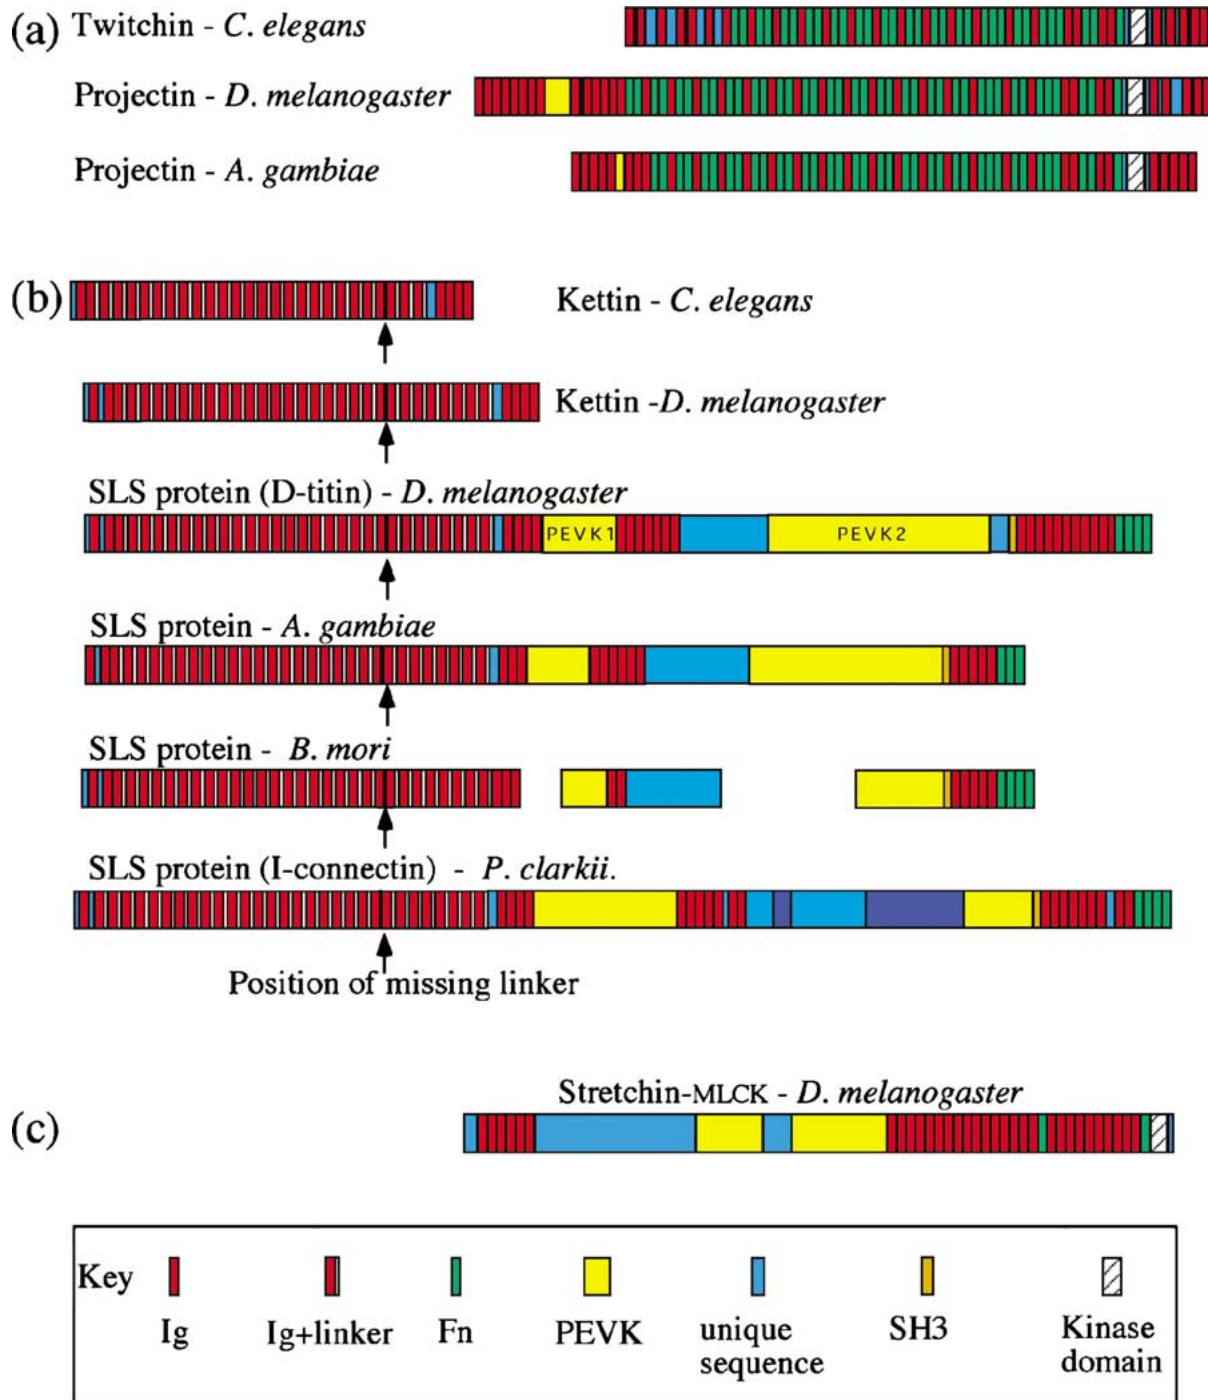 (a) Twitchin - C. elegans
Projectin - D. melanogaster
Projectin - A. gambiae
(b)
Kettin - C. elegans
Kettin -D. melanogaster
SLS protein (D-titin) - D. melanogaster
PEVK1 PEVK2
SLS protein - A. gambiae
SLS protein - B. mori
SLS protein (I-connectin) - P. clarkii.
Position of missing linker
Stretchin-MLCK - D. melanogaster
(c)
Key
Ig Ig+linker Fn PEVK unique SH3 Kinase
sequence domain